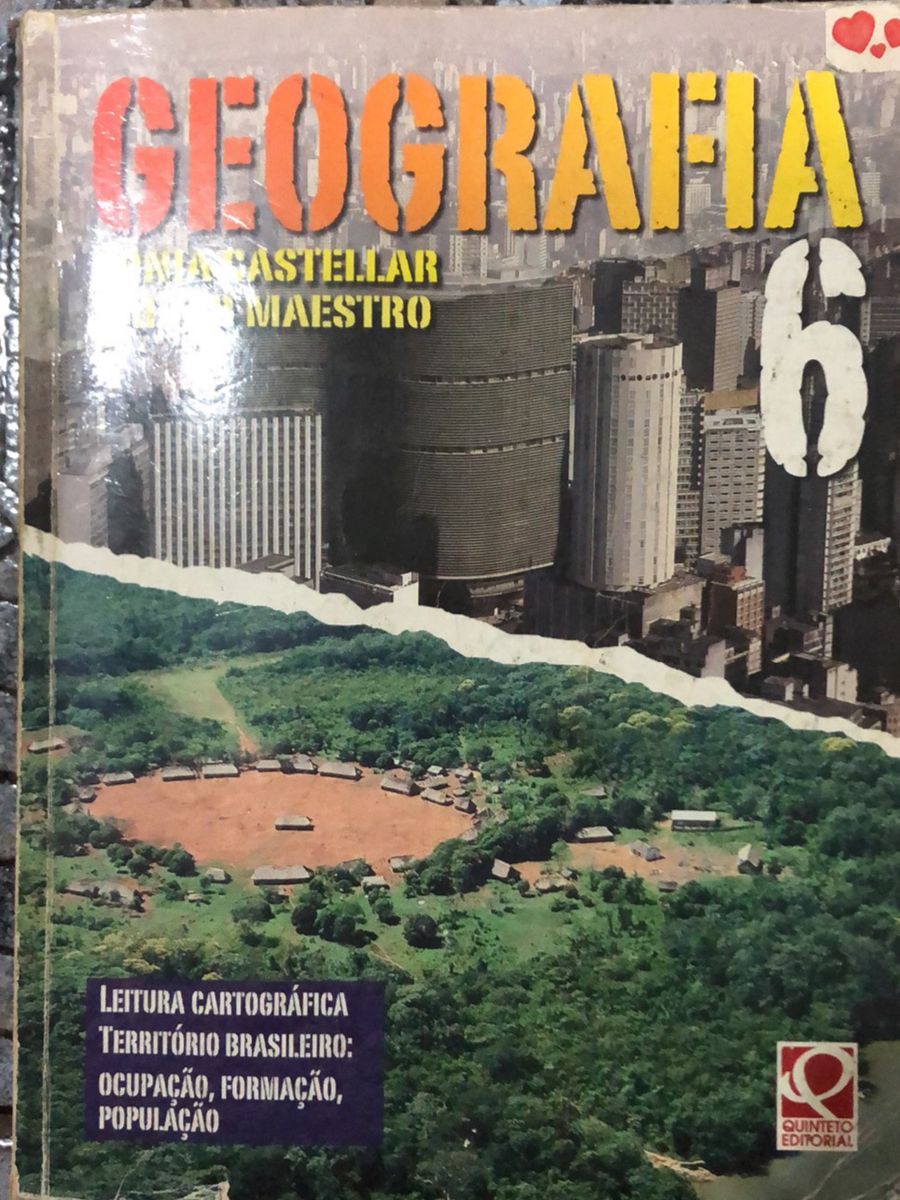 GEOGRAFIA
CASTELLAR
MAESTRO
6
LEITURA CARTOGRÁFICA
TERRITÓRIO BRASILEIRO:
OCUPAÇÃO, FORMAÇÃO,
POPULAÇÃO
QUINTETO
EDITORIAL